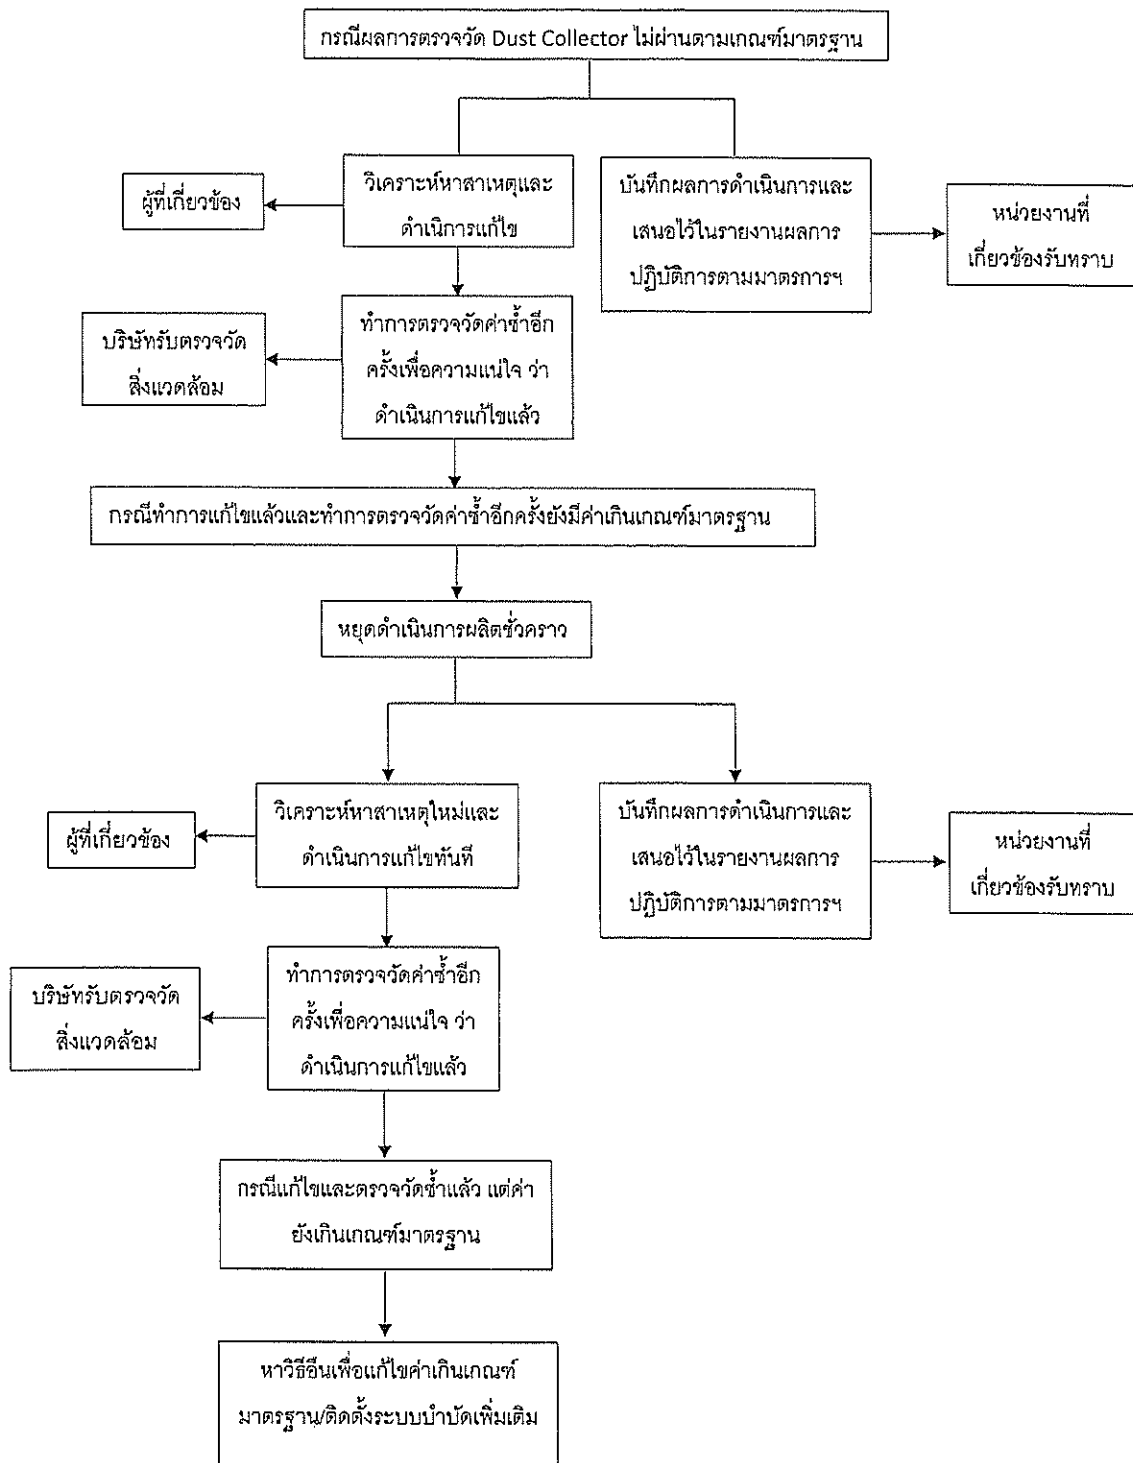 กรณีผลการตรวจวัด Dust Collector ไม่ผ่านตามเกณฑ์มาตรฐาน
วิเคราะห์หาสาเหตุและ
ดำเนิการแก้ไข
ผู้ที่เกี่ยวข้อง
บันทึกผลการดำเนินการและ
เสนอไว้ในรายงานผลการ
ปฏิบัติการตามมาตรการฯ
หน่วยงานที่
เกี่ยวข้องรับทราบ
ทำการตรวจวัดค่าซ้ำอีก
ครั้งเพื่อความแน่ใจ ว่า
ดำเนินการแก้ไขแล้ว
บริษัทรับตรวจวัด
สิ่งแวดล้อม
กรณีทำการแก้ไขแล้วและทำการตรวจวัดค่าซ้ำอีกครั้งยังมีค่าเกินเกณฑ์มาตรฐาน
หยุดดำเนินการผลิตชั่วคราว
วิเคราะห์หาสาเหตุใหม่และ
ดำเนินการแก้ไขทันที
ผู้ที่เกี่ยวข้อง
บันทึกผลการดำเนินการและ
เสนอไว้ในรายงานผลการ
ปฏิบัติการตามมาตรการฯ
หน่วยงานที่
เกี่ยวข้องรับทราบ
ทำการตรวจวัดค่าซ้ำอีก
ครั้งเพื่อความแน่ใจ ว่า
ดำเนินการแก้ไขแล้ว
บริษัทรับตรวจวัด
สิ่งแวดล้อม
กรณีแก้ไขและตรวจวัดซ้ำแล้ว แต่ค่า
ยังเกินเกณฑ์มาตรฐาน
หาวิธีอื่นเพื่อแก้ไขค่าเกินเกณฑ์
มาตรฐาน/ติดตั้งระบบบำบัดเพิ่มเติม